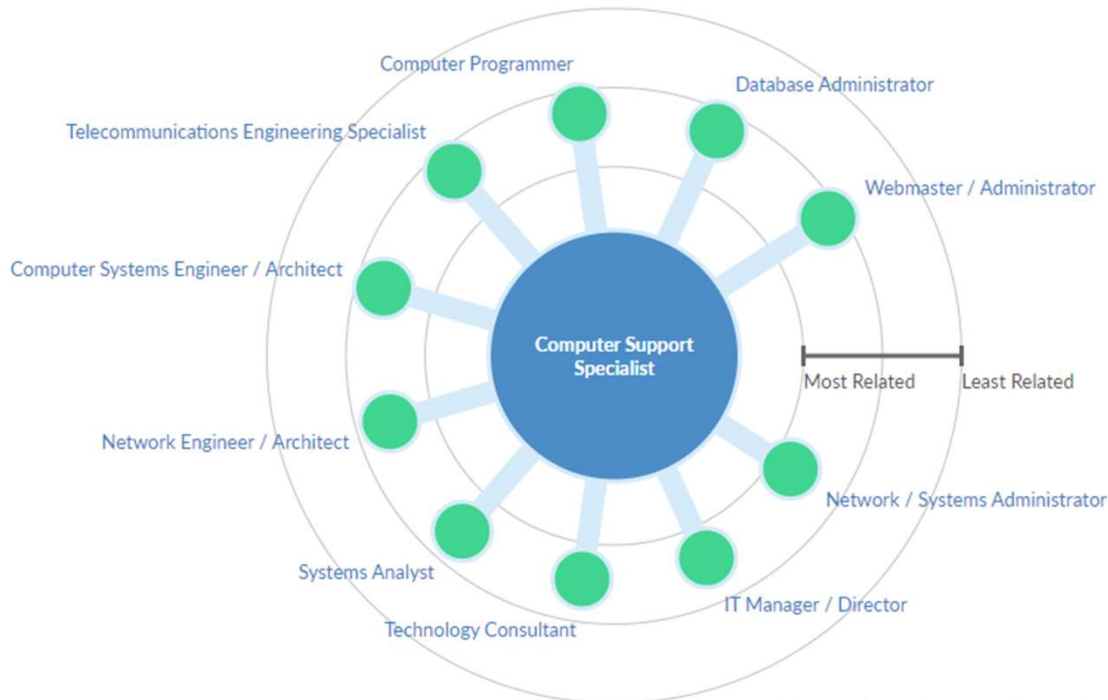 Computer Programmer
Database Administrator
Telecommunications Engineering Specialist
Webmaster / Administrator
Computer Systems Engineer / Architect
Computer Support
Specialist
Most Related
Least Related
Network Engineer / Architect
Network / Systems Administrator
Systems Analyst
IT Manager / Director
Technology Consultant